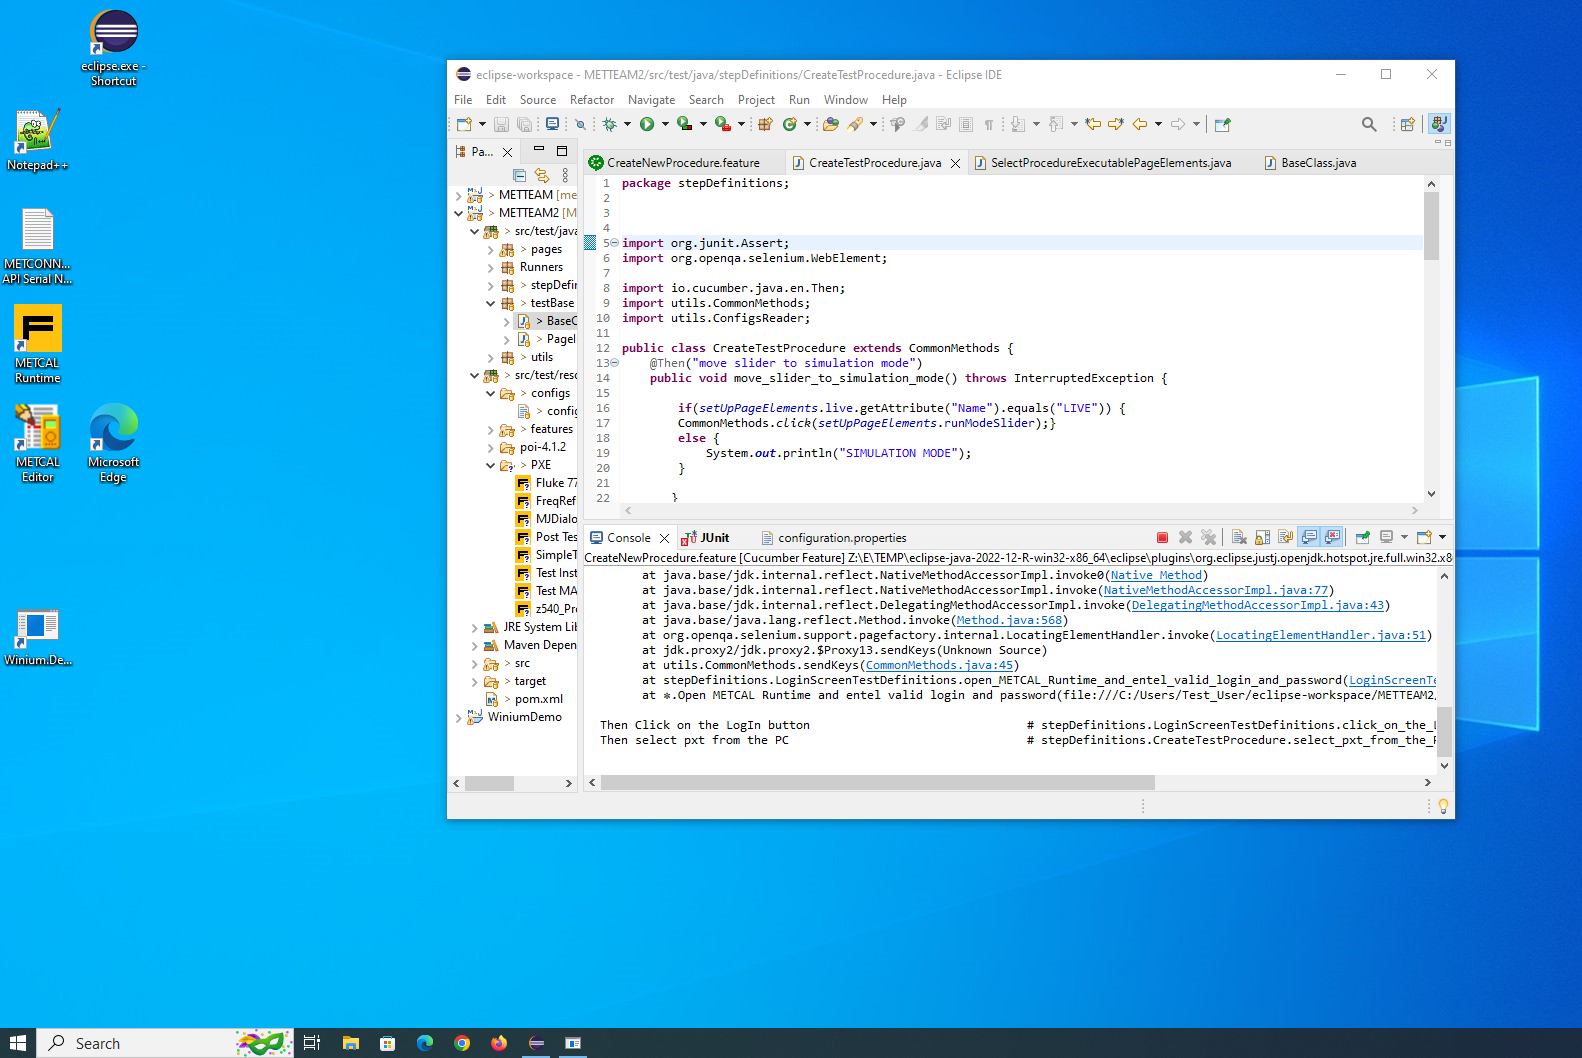 eclipse.exe -
Shortcut
Notepad++
METCONN...
API Serial N...
METCAL
Runtime
METCAL
Editor
Microsoft
Edge
Winium.De...
eclipse-workspace - METTEAM2/src/test/java/stepDefinitions/CreateTestProcedure.java - Eclipse IDE
File Edit Source Refactor Navigate Search Project Run Window Help
Pa...
> METTEAM [me
> METTEAM2 [M
> src/test/java
> pages
Runners
> stepDefin
> testBase
> BaseC
> PageI
> utils
> src/test/reso
> configs
> config
> features
poi-4.1.2
> PXE
Fluke 77
FreqRef
MJDialo
Post Tes
SimpleT
Test Inst
Test MA
z540_Pro
JRE System Lib
Maven Depen
> src
> target
> pom.xml
WiniumDemo
CreateNewProcedure.feature CreateTestProcedure.java SelectProcedureExecutablePageElements.java BaseClass.java
1 package stepDefinitions;
2
3
4
5 import org.junit.Assert;
6 import org.openqa.selenium.WebElement;
7
8 import io.cucumber.java.en.Then;
9 import utils.CommonMethods;
10 import utils.ConfigsReader;
11
12 public class CreateTestProcedure extends CommonMethods {
13 @Then("move slider to simulation mode")
14 public void move_slider_to_simulation_mode() throws InterruptedException {
15
16 if(setUpPageElements.live.getAttribute("Name").equals("LIVE")) {
17 CommonMethods.click(setUpPageElements.runModeSlider);}
18 else {
19 System.out.println("SIMULATION MODE");
20 }
21
22 }
Console JUnit configuration.properties
CreateNewProcedure.feature [Cucumber Feature] Z:\E\TEMP\eclipse-java-2022-12-R-win32-x86_64\eclipse\plugins\org.eclipse.justj.openjdk.hotspot.jre.full.win32.x8
at java.base/jdk.internal.reflect.NativeMethodAccessorImpl.invoke0(Native Method)
at java.base/jdk.internal.reflect.NativeMethodAccessorImpl.invoke(NativeMethodAccessorImpl.java:77)
at java.base/jdk.internal.reflect.DelegatingMethodAccessorImpl.invoke(DelegatingMethodAccessorImpl.java:43)
at java.base/java.lang.reflect.Method.invoke(Method.java:568)
at org.openqa.selenium.support.pagefactory.internal.LocatingElementHandler.invoke(LocatingElementHandler.java:51)
at jdk.proxy2/jdk.proxy2.$Proxy13.sendKeys(Unknown Source)
at utils.CommonMethods.sendKeys(CommonMethods.java:45)
at stepDefinitions.LoginScreenTestDefinitions.open_METCAL_Runtime_and_entel_valid_login_and_password(LoginScreenTe
at *.Open METCAL Runtime and entel valid login and password(file:///C:/Users/Test_User/eclipse-workspace/METTEAM2/
Then Click on the LogIn button # stepDefinitions.LoginScreenTestDefinitions.click_on_the_L
Then select pxt from the PC # stepDefinitions.CreateTestProcedure.select_pxt_from_the_P
Search